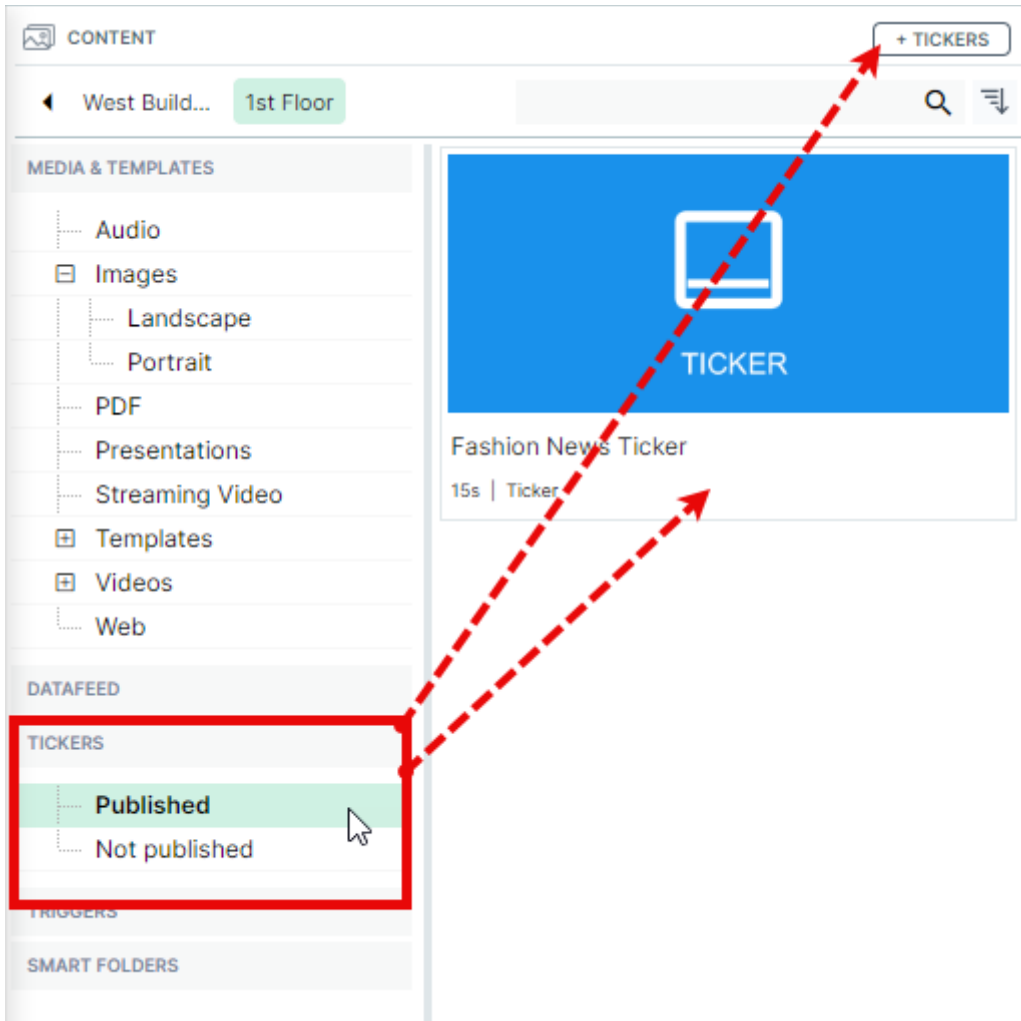 CONTENT
+ TICKERS
West Build... 1st Floor
MEDIA & TEMPLATES
Audio
Images
Landscape
Portrait
PDF
Presentations
Streaming Video
Templates
Videos
Web
DATAFEED
TICKERS
Published
Not published
TRIGGERS
SMART FOLDERS
TICKER
Fashion News Ticker
15s | Ticker